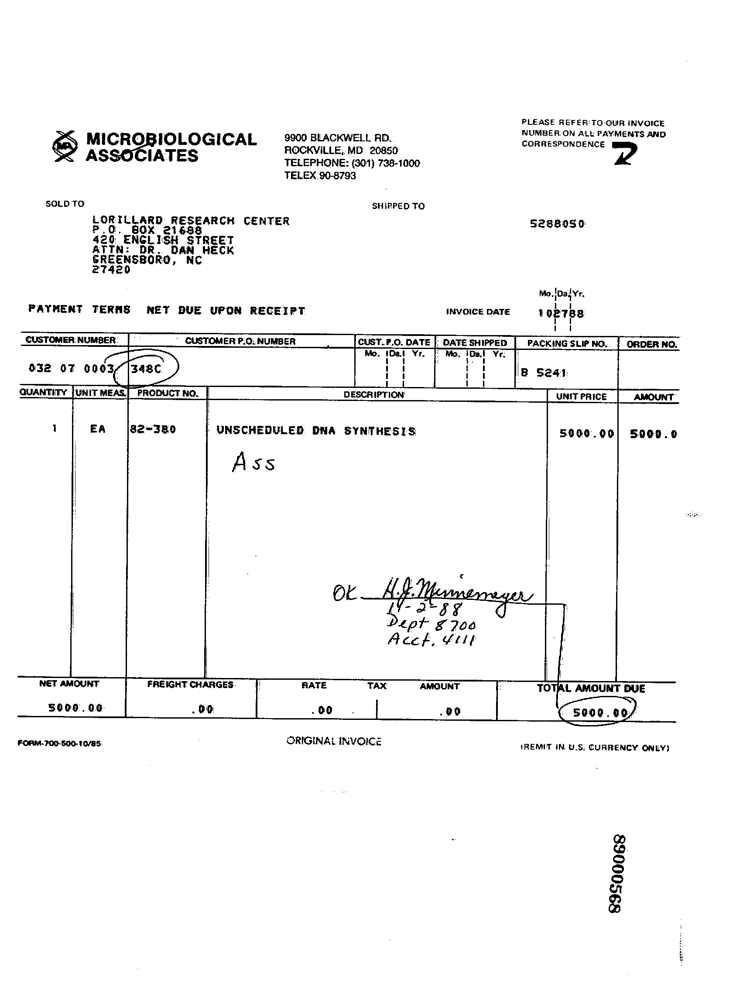 PLEASE REFER TO OUR INVOICE
NUMBER ON ALL PAYMENTS AND
CORRESPONDENCE
MICROBIOLOGICAL
ASSOCIATES
9900 BLACKWELL RD.
ROCKVILLE, MD 20850
TELEPHONE: (301) 738-1000
TELEX 90-8793
SOLD TO
SHIPPED TO
LORILLARD RESEARCH CENTER
P.O. BOX 21688
420 ENGLISH STREET
ATTN: DR. DAN HECK
GREENSBORO, NC
27420
5288050
Mo. Da. Yr.
PAYMENT TERMS NET DUE UPON RECEIPT
INVOICE DATE 102788
CUSTOMER NUMBER CUSTOMER P.O. NUMBER CUST. P.O. DATE DATE SHIPPED PACKING SLIP NO. ORDER NO.
Mo. Da. Yr. Mo. Da. Yr.
032 07 0003 348C B 5241
QUANTITY UNIT MEAS. PRODUCT NO. DESCRIPTION UNIT PRICE AMOUNT
1 EA 82-380 UNSCHEDULED DNA SYNTHESIS 5000.00 5000.0
Ass
OK H.J. Minnemeyer
-2-88
Dept 8700
Acct. 4111
NET AMOUNT FREIGHT CHARGES RATE TAX AMOUNT TOTAL AMOUNT DUE
5000.00 .00 .00 .00 5000.00
FORM-700-500-10/85
ORIGINAL INVOICE
(REMIT IN U.S. CURRENCY ONLY)
89000568